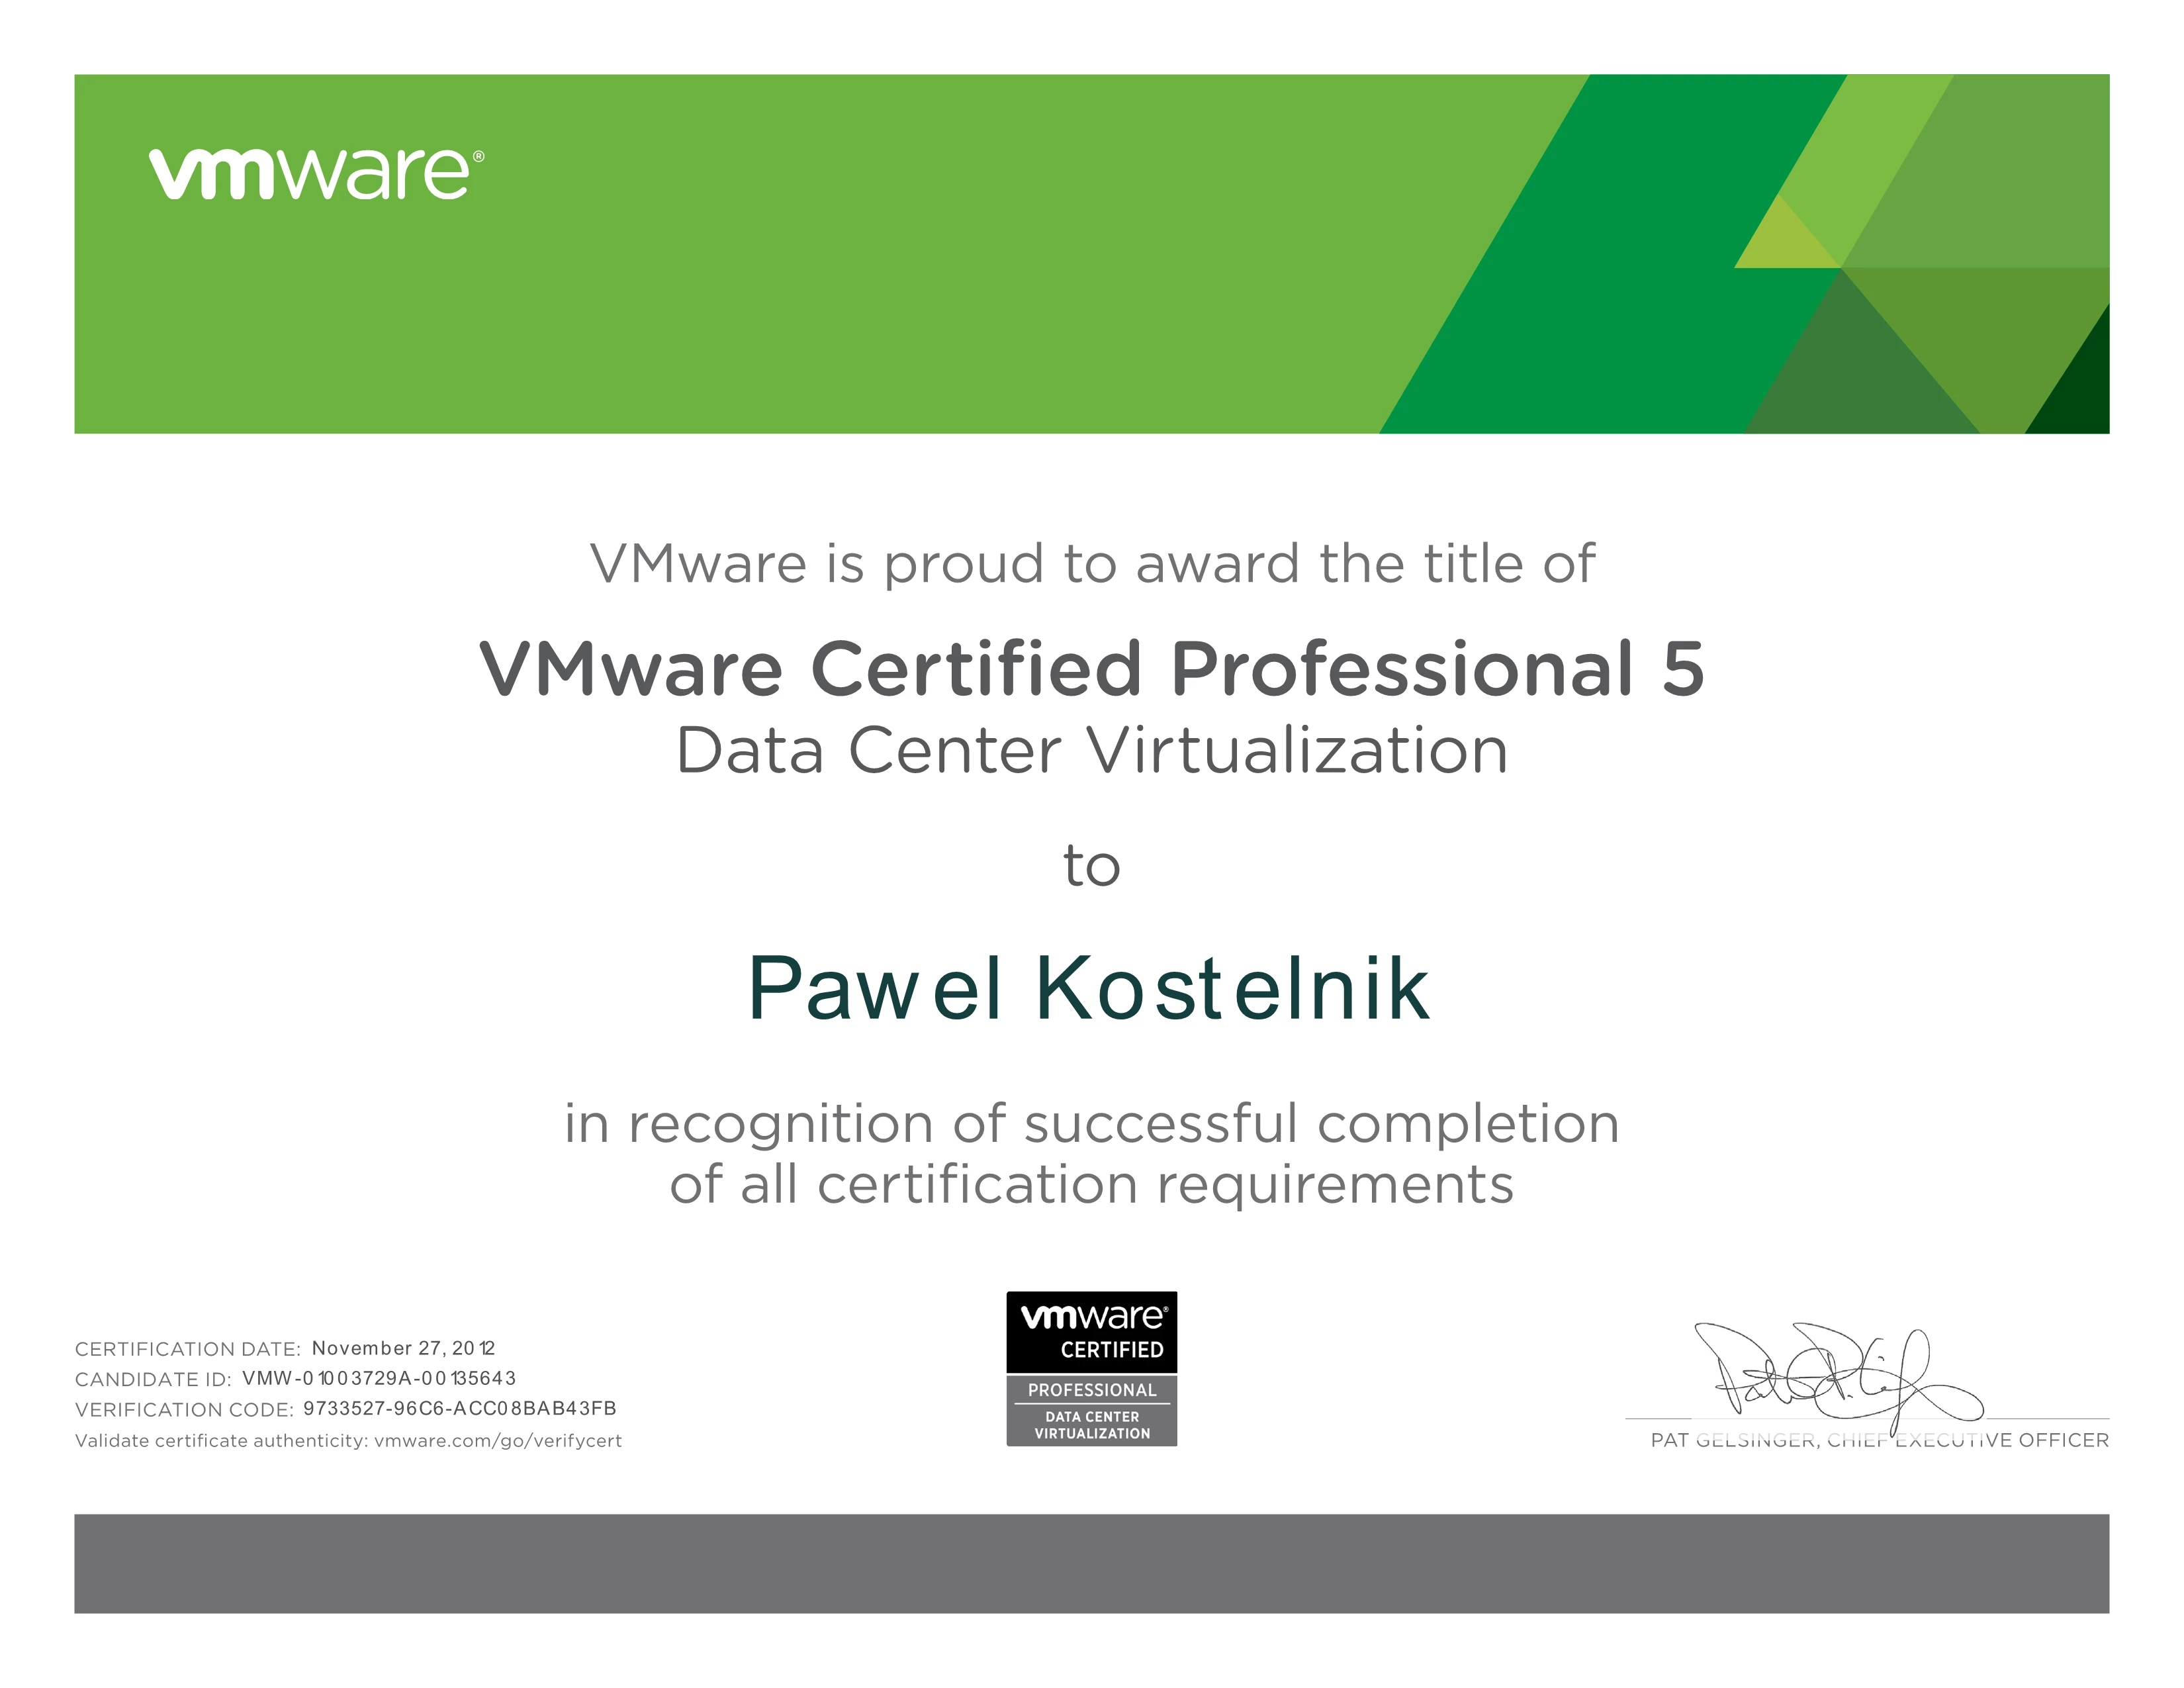 vmware®
VMware is proud to award the title of
VMware Certified Professional 5
Data Center Virtualization
to
Pawel Kostelnik
in recognition of successful completion
of all certification requirements
CERTIFICATION DATE: November 27, 2012
CANDIDATE ID: VMW-01003729A-00135643
VERIFICATION CODE: 9733527-96C6-ACC08BAB43FB
Validate certificate authenticity: vmware.com/go/verifycert
vmware®
CERTIFIED
PROFESSIONAL
DATA CENTER
VIRTUALIZATION
PAT GELSINGER, CHIEF EXECUTIVE OFFICER